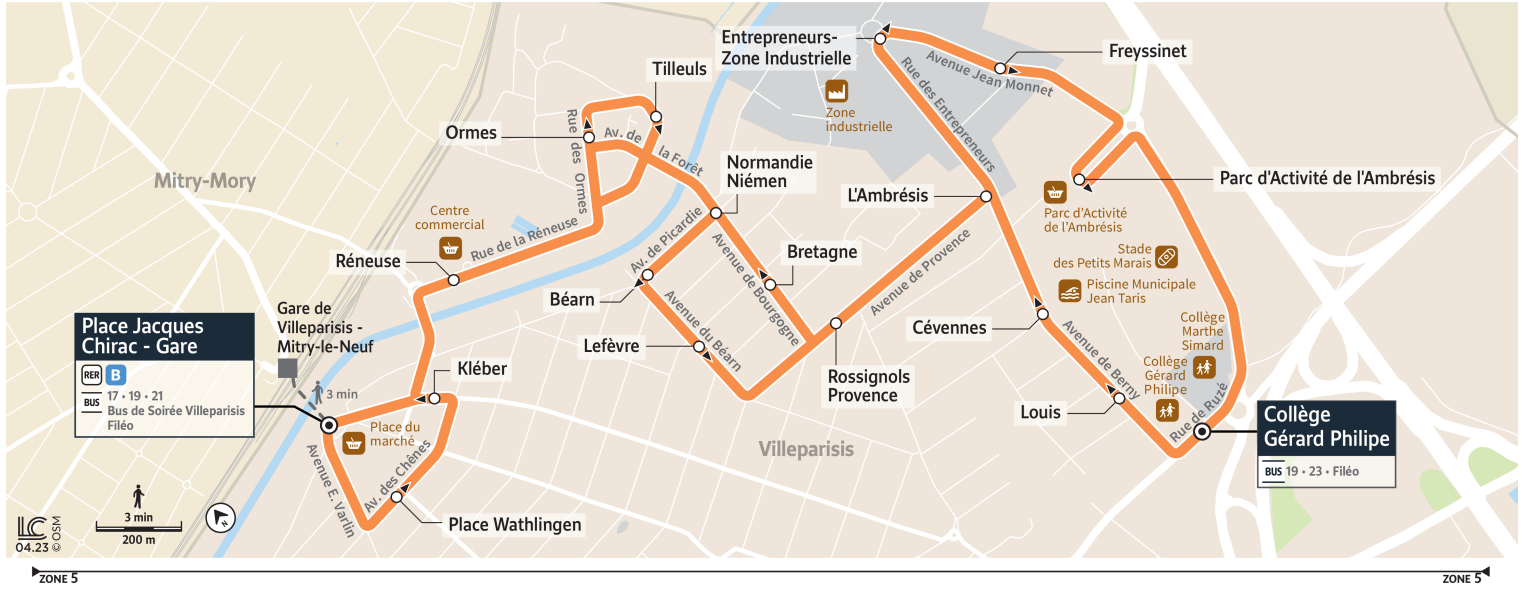 Entrepreneurs-
Zone Industrielle
Freyssinet
Tilleuls
Avenue Jean Monnet
Rue des Entrepreneurs
Zone
industrielle
Ormes
Rue des Ormes
Av. de la Forêt
Normandie
Niémen
Mitry-Mory
Parc d'Activité de l'Ambrésis
L'Ambrésis
Parc d'Activité
de l'Ambrésis
Centre
commercial
Rue de la Réneuse
Réneuse
Av. de Picardie
Avenue de Bourgogne
Bretagne
Avenue de Provence
Stade
des Petits Marais
Piscine Municipale
Jean Taris
Béarn
Avenue du Béarn
Lefèvre
Cévennes
Avenue de Berny
Collège
Marthe
Simard
Collège
Gérard
Philipe
Gare de
Villeparisis -
Mitry-le-Neuf
Place Jacques
Chirac - Gare
RER B
BUS
17 • 19 • 21
Bus de Soirée Villeparisis
Filéo
3 min
Kléber
Rossignols
Provence
Louis
Rue de Ruzé
Collège
Gérard Philipe
BUS 19 • 23 • Filéo
Place du
marché
Avenue E. Varlin
Av. des Chênes
Villeparisis
Place Wathlingen
3 min
200 m
N
LC
04.23
© OSM
ZONE 5
ZONE 5